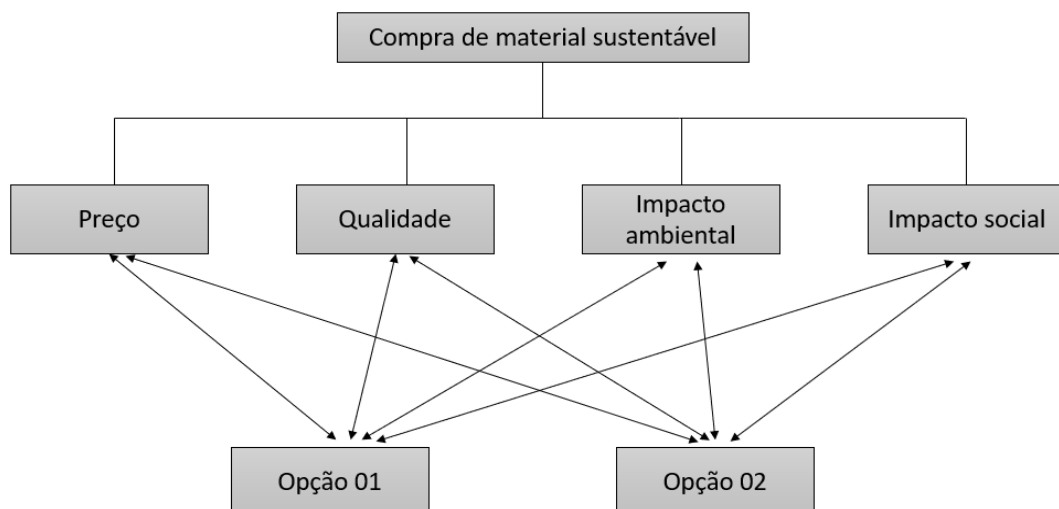 Compra de material sustentável
Preço
Qualidade
Impacto
ambiental
Impacto social
Opção 01
Opção 02